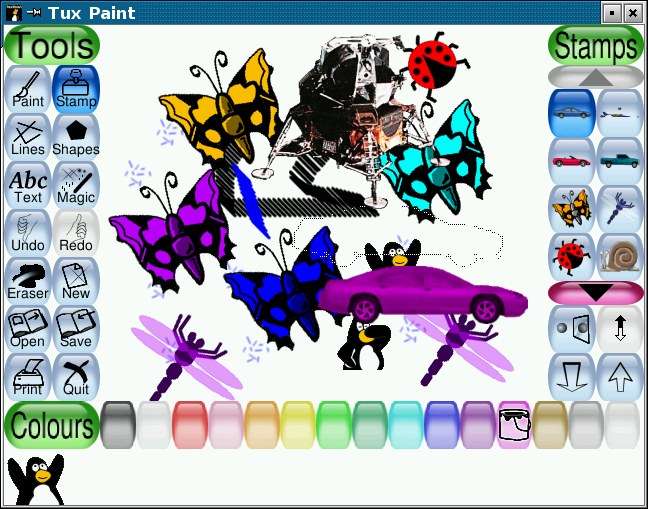 Tux Paint
Tools
Stamps
Paint
Stamp
Lines
Shapes
Abc
Text
Magic
Undo
Redo
Eraser
New
Open
Save
Print
Quit
Colours